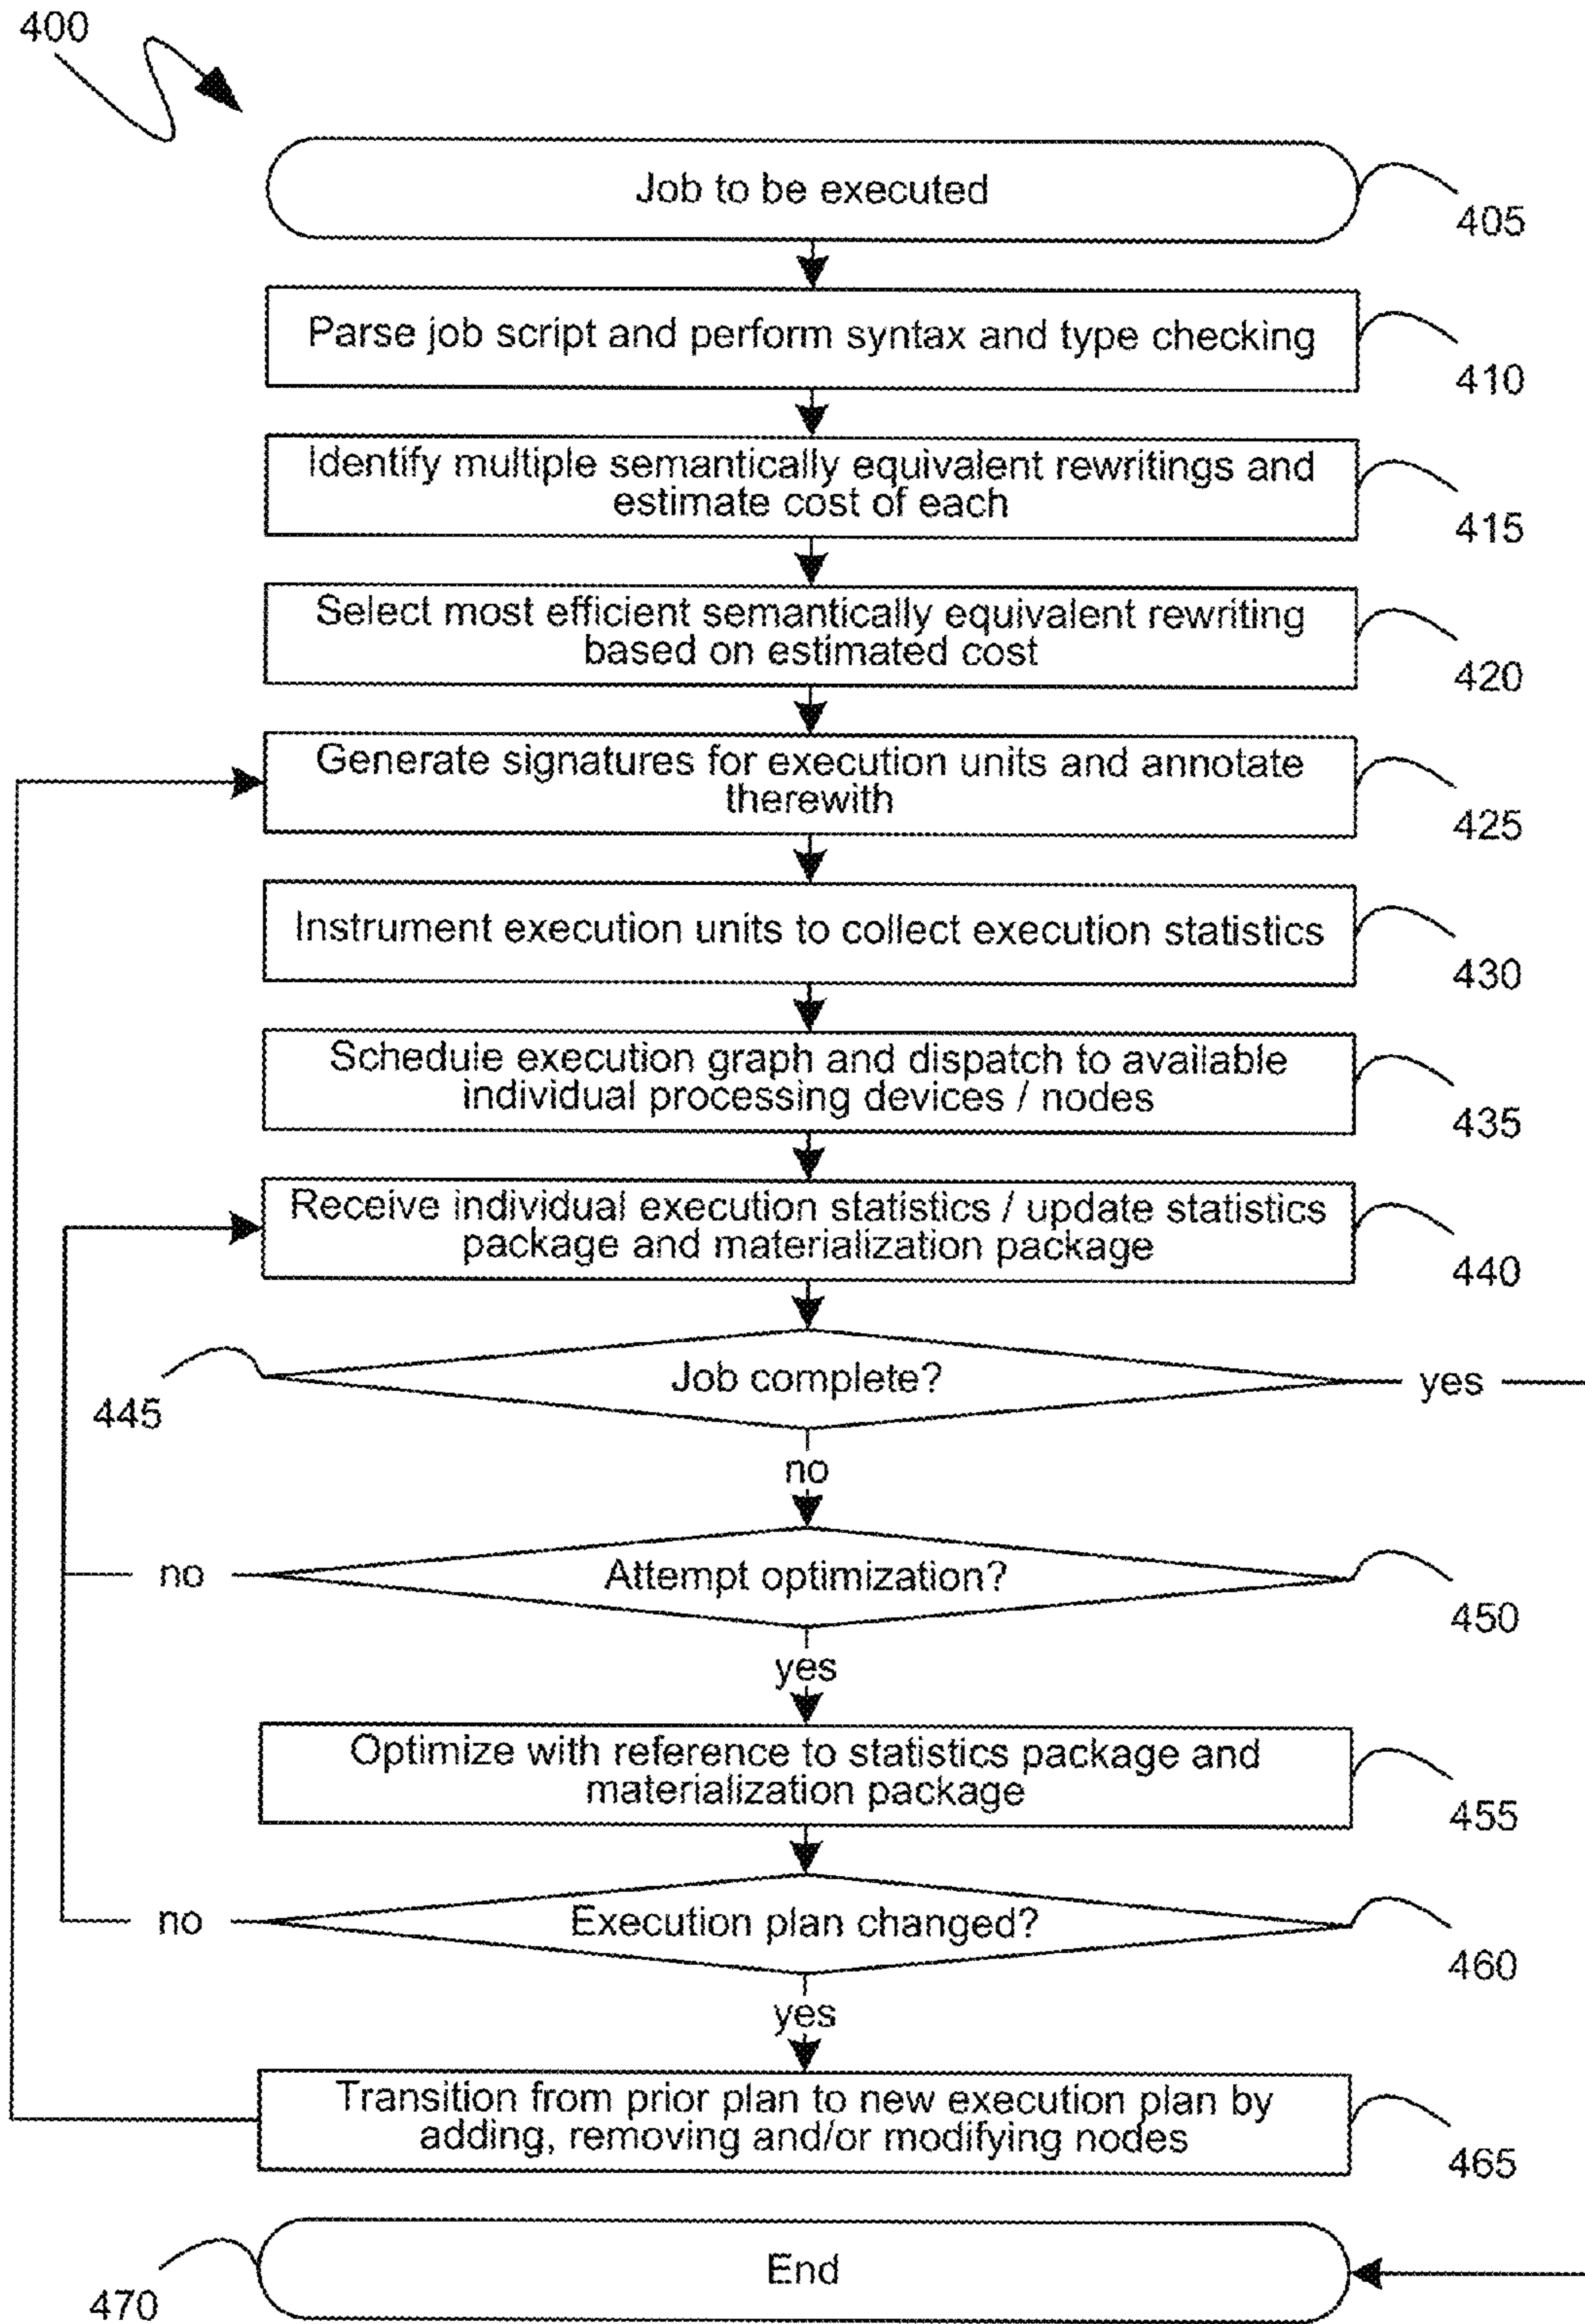 400
Job to be executed
405
Parse job script and perform syntax and type checking
410
Identify multiple semantically equivalent rewritings and
estimate cost of each
415
Select most efficient semantically equivalent rewriting
based on estimated cost
420
Generate signatures for execution units and annotate
therewith
425
Instrument execution units to collect execution statistics
430
Schedule execution graph and dispatch to available
individual processing devices / nodes
435
Receive individual execution statistics / update statistics
package and materialization package
440
Job complete?
yes
445
no
Attempt optimization?
no
450
yes
Optimize with reference to statistics package and
materialization package
455
Execution plan changed?
no
460
yes
Transition from prior plan to new execution plan by
adding, removing and/or modifying nodes
465
End
470